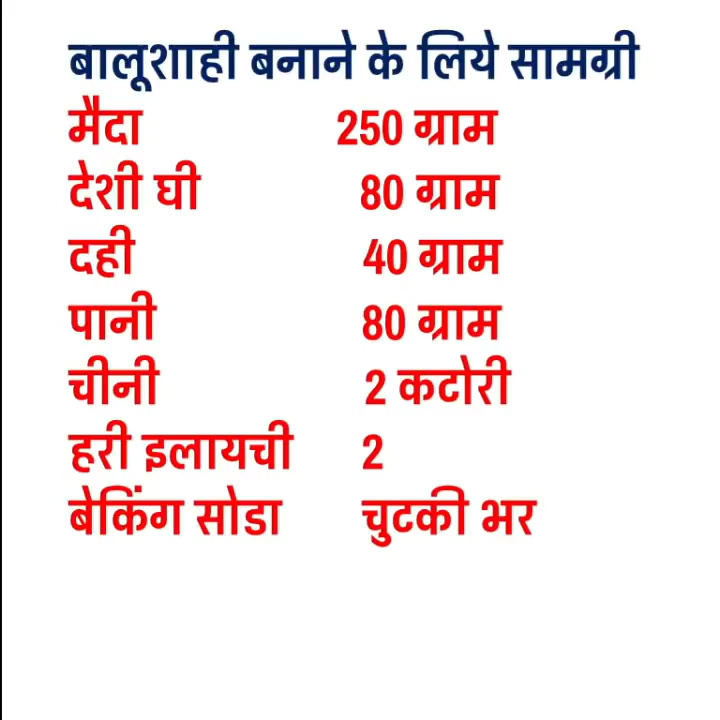 बालूशाही बनाने के लिये सामग्री
मैदा 250 ग्राम
देशी घी 80 ग्राम
दही 40 ग्राम
पानी 80 ग्राम
चीनी 2 कटोरी
हरी इलायची 2
बेकिंग सोडा चुटकी भर